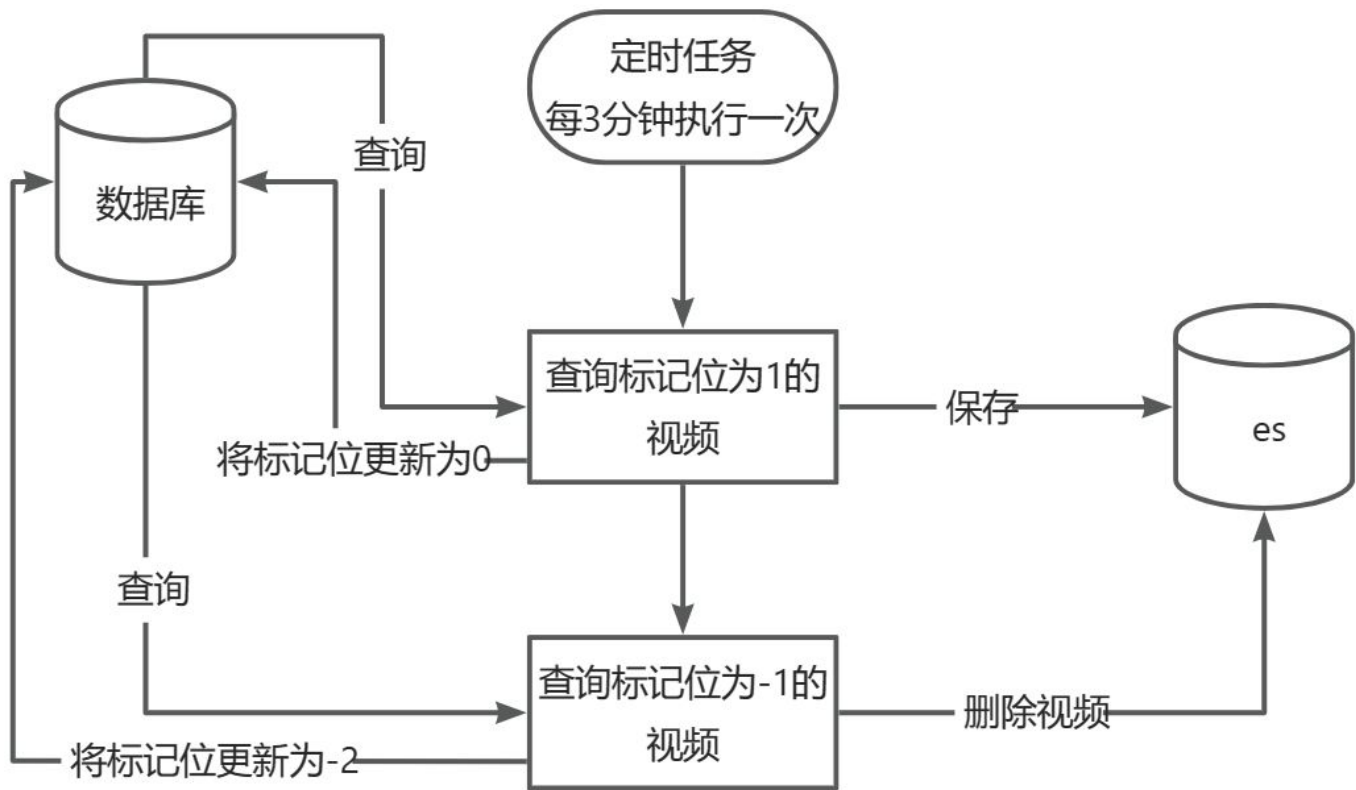 定时任务
每3分钟执行一次
查询
数据库
查询标记位为1的
视频
保存
es
将标记位更新为0
查询
查询标记位为-1的
视频
删除视频
将标记位更新为-2